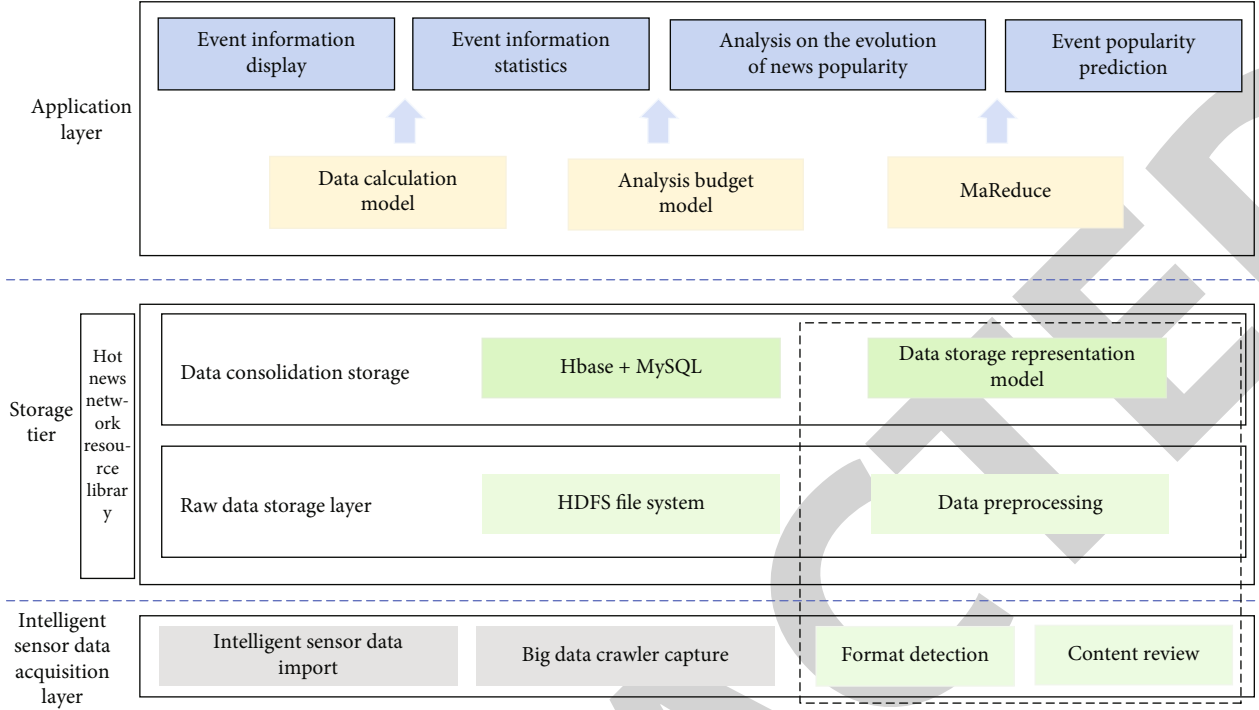 Event information
display
Event information
statistics
Analysis on the evolution
of news popularity
Event popularity
prediction
Application
layer
Data calculation
model
Analysis budget
model
MaReduce
Storage
tier
Hot
news
netw-
ork
resou-
rce
librar
y
Data consolidation storage
Hbase + MySQL
Data storage representation
model
Raw data storage layer
HDFS file system
Data preprocessing
Intelligent
sensor data
acquisition
layer
Intelligent sensor data
import
Big data crawler capture
Format detection
Content review